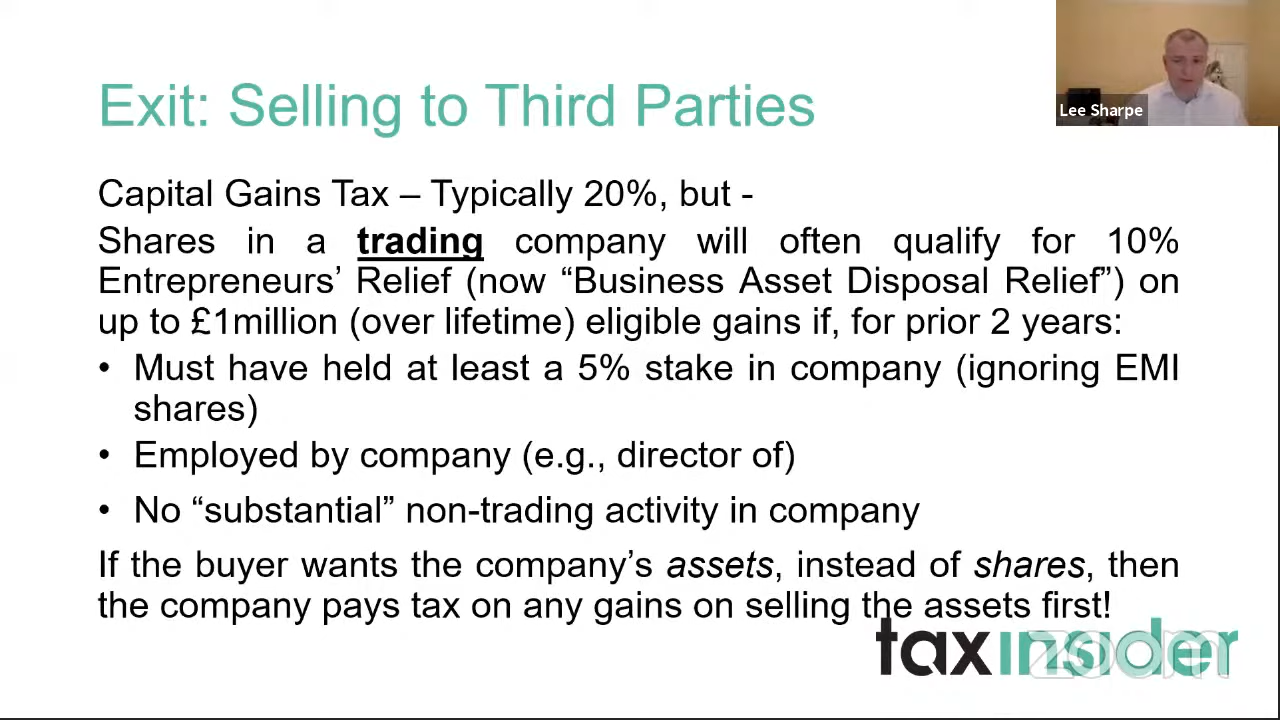 Exit: Selling to Third Parties
Lee Sharpe
Capital Gains Tax – Typically 20%, but -
Shares in a trading company will often qualify for 10%
Entrepreneurs’ Relief (now “Business Asset Disposal Relief”) on
up to £1million (over lifetime) eligible gains if, for prior 2 years:
• Must have held at least a 5% stake in company (ignoring EMI
shares)
• Employed by company (e.g., director of)
• No “substantial” non-trading activity in company
If the buyer wants the company’s assets, instead of shares, then
the company pays tax on any gains on selling the assets first!
taxinsider
zoom